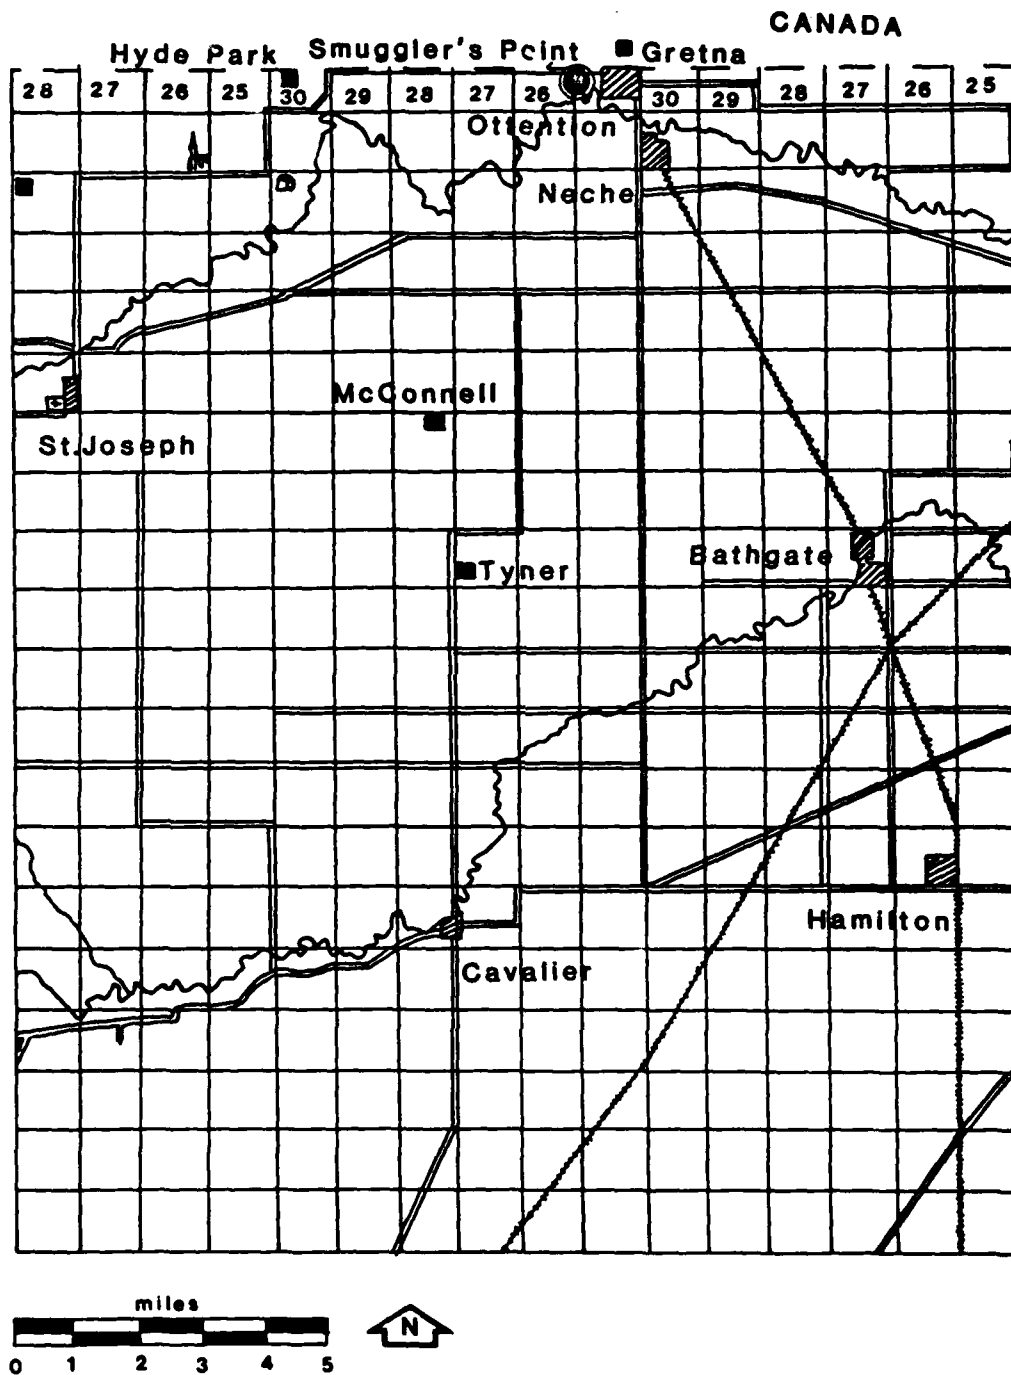 CANADA
Hyde Park Smuggler's Point Gretna
28 27 26 25 30 29 28 27 26 30 29 28 27 26 25
Ottention
Neche
McConnell
St.Joseph
Bathgate
Tyner
Hamilton
Cavalier
miles
N
0 1 2 3 4 5